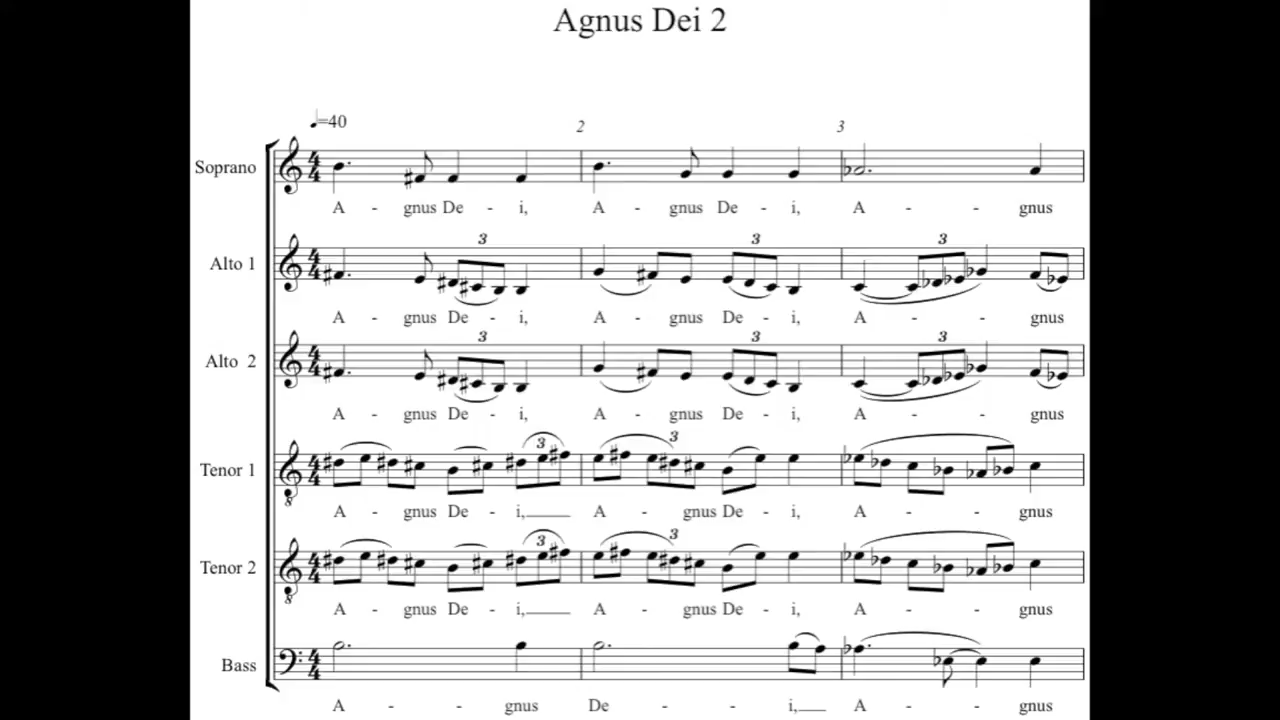 Agnus Dei 2
♩=40
2
3
Soprano
A - gnus De - i, A - gnus De - i, A - - gnus
Alto 1
3 3 3
A - gnus De - i, A - gnus De - i, A - - gnus
Alto 2
3 3 3
A - gnus De - i, A - gnus De - i, A - - gnus
Tenor 1
3 3
A - gnus De - i, A - gnus De - i, A - - gnus
Tenor 2
3 3
A - gnus De - i, A - gnus De - i, A - - gnus
Bass
A - - gnus De - - i, A - - gnus